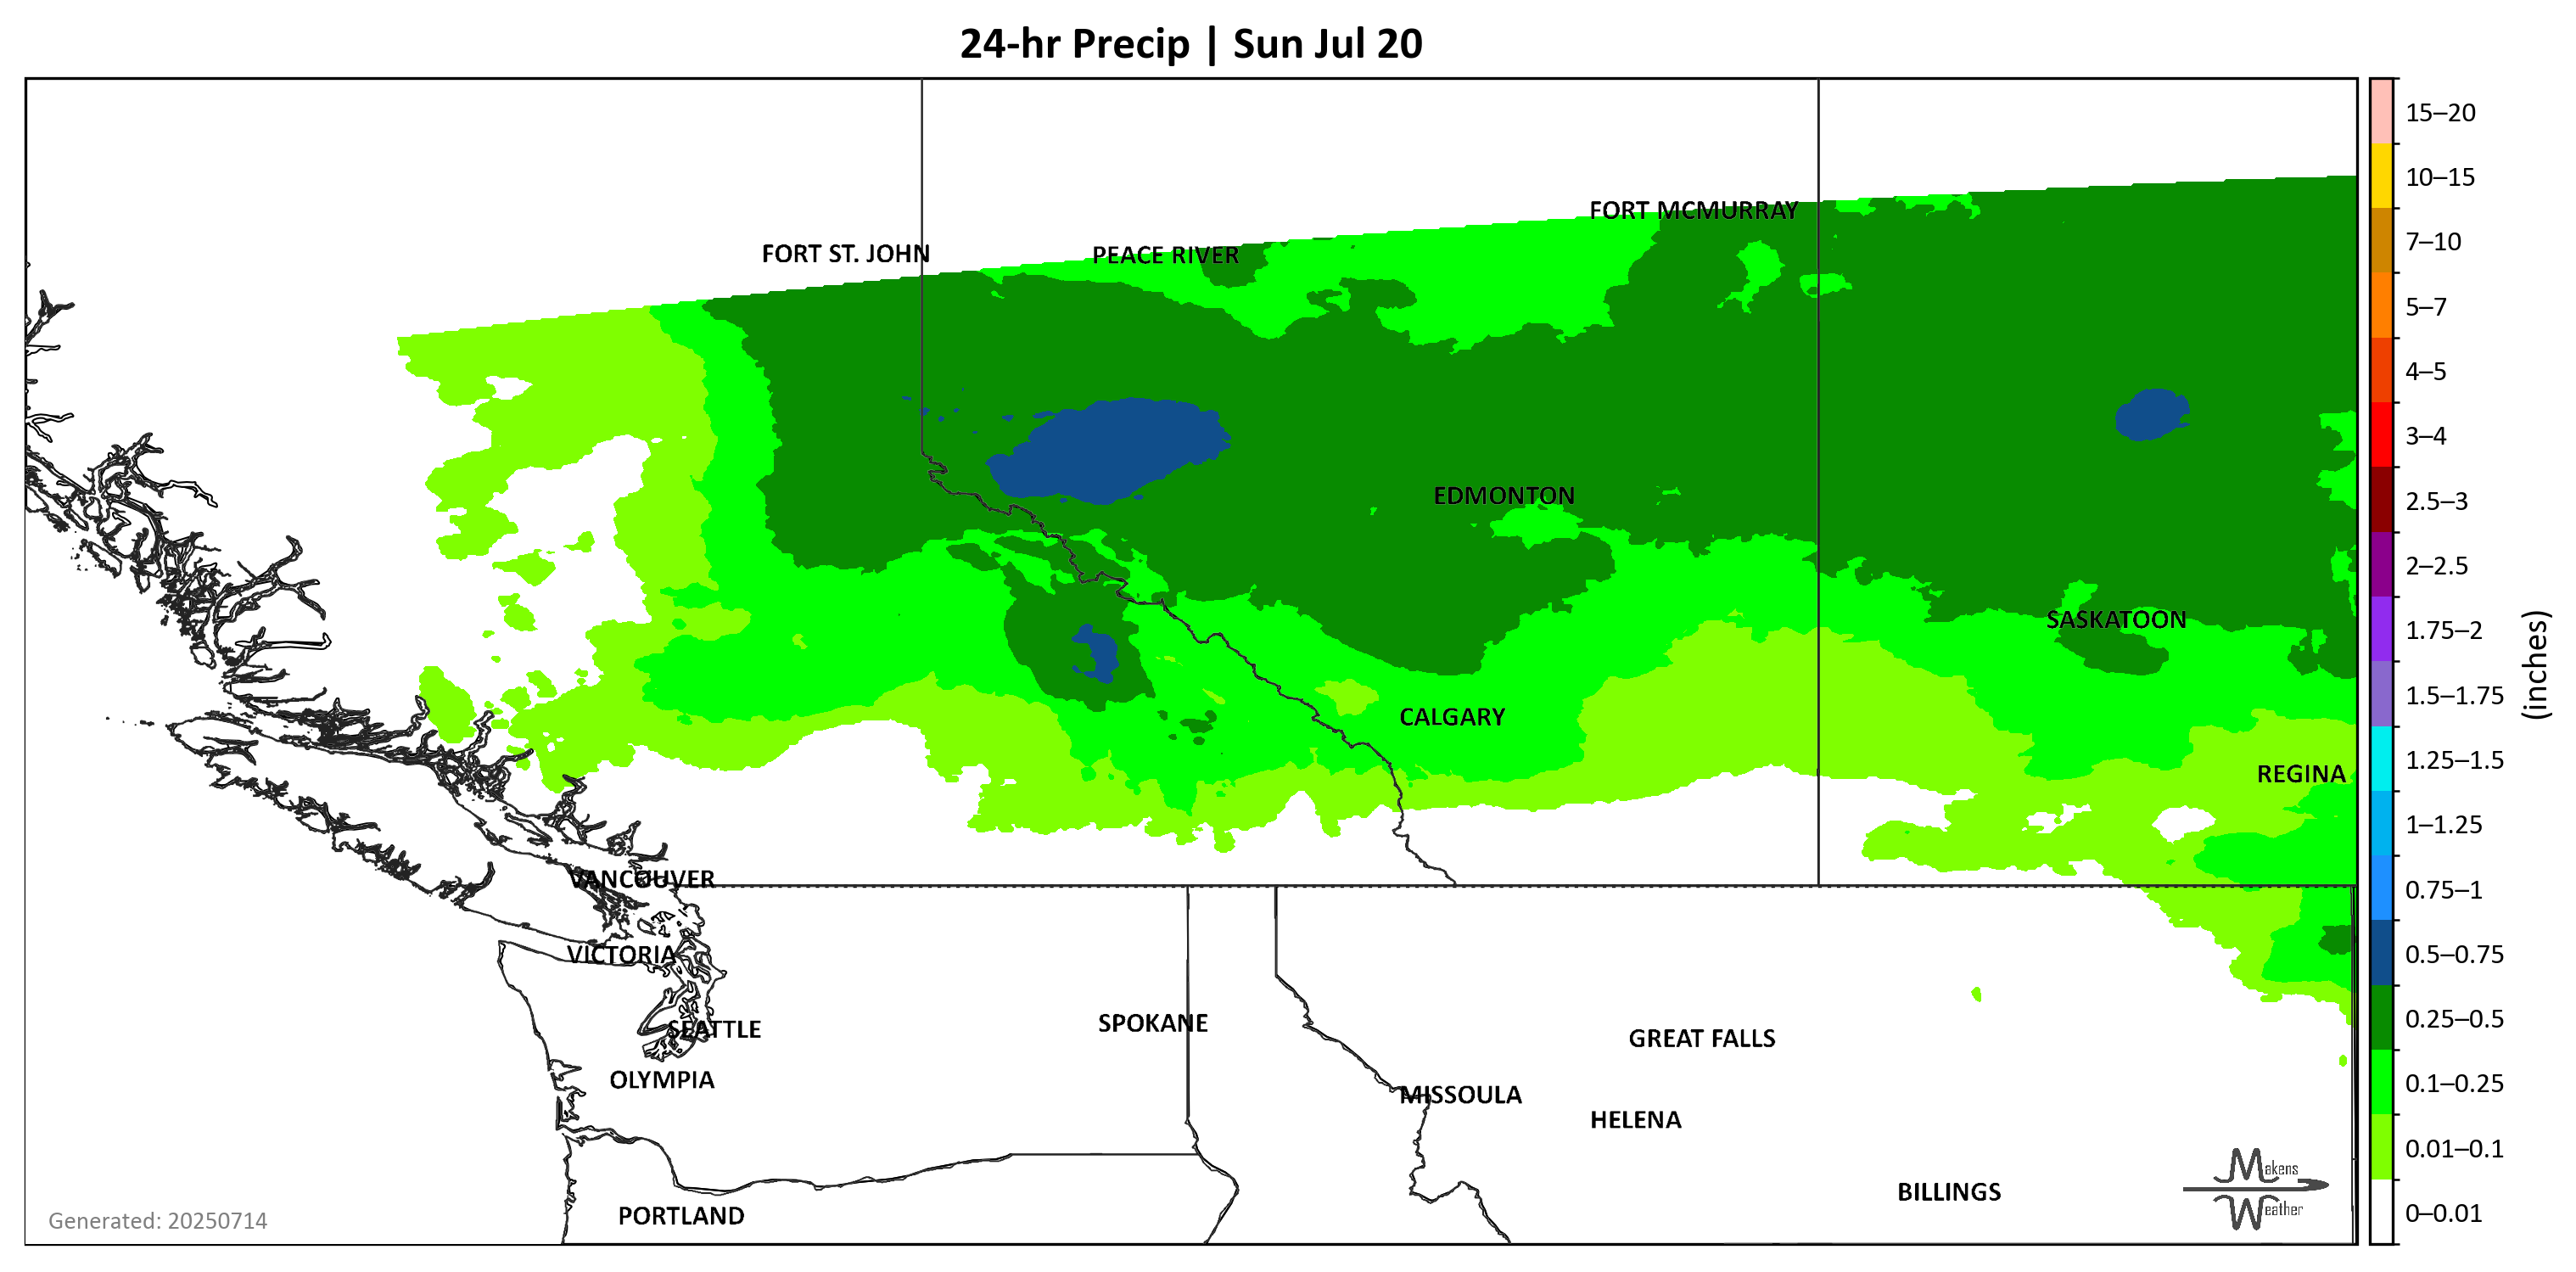 24-hr Precip | Sun Jul 20
15–20
10–15
7–10
5–7
4–5
3–4
2.5–3
2–2.5
1.75–2
1.5–1.75
1.25–1.5
1–1.25
0.75–1
0.5–0.75
0.25–0.5
0.1–0.25
0.01–0.1
0–0.01
(inches)
FORT MCMURRAY
FORT ST. JOHN
PEACE RIVER
EDMONTON
SASKATOON
CALGARY
REGINA
VANCOUVER
VICTORIA
SPOKANE
SEATTLE
GREAT FALLS
OLYMPIA
MISSOULA
HELENA
BILLINGS
PORTLAND
Makens
Weather
Generated: 20250714